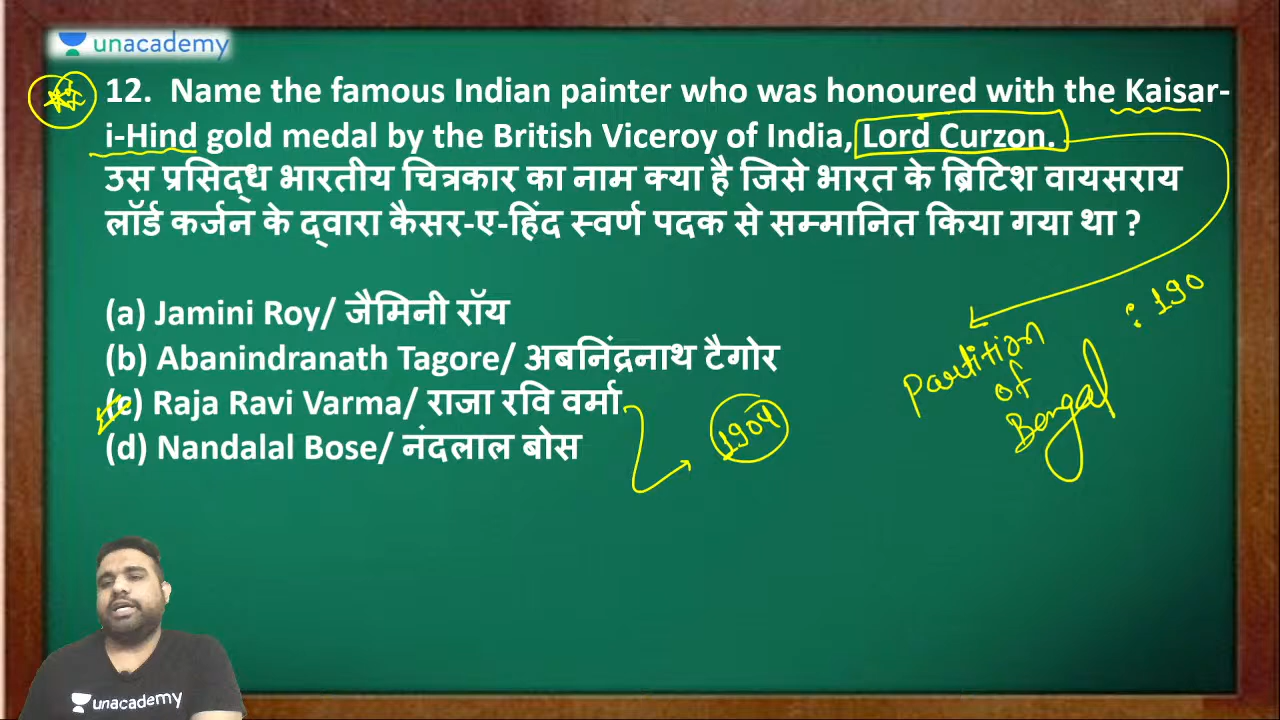 unacademy
12. Name the famous Indian painter who was honoured with the Kaisar-
i-Hind gold medal by the British Viceroy of India, Lord Curzon.
उस प्रसिद्ध भारतीय चित्रकार का नाम क्या है जिसे भारत के ब्रिटिश वायसराय
लॉर्ड कर्जन के द्वारा कैसर-ए-हिंद स्वर्ण पदक से सम्मानित किया गया था ?
(a) Jamini Roy/ जैमिनी रॉय
(b) Abanindranath Tagore/ अबनिंद्रनाथ टैगोर
(c) Raja Ravi Varma/ राजा रवि वर्मा
(d) Nandalal Bose/ नंदलाल बोस
1904
Partition
of
Bengal
: 190
unacademy